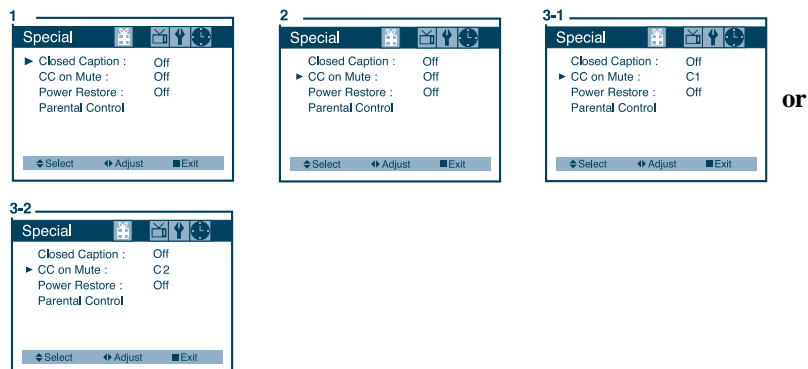 1
Special
► Closed Caption : Off
CC on Mute : Off
Power Restore : Off
Parental Control
Select Adjust Exit
2
Special
Closed Caption : Off
► CC on Mute : Off
Power Restore : Off
Parental Control
Select Adjust Exit
3-1
Special
Closed Caption : Off
► CC on Mute : C1
Power Restore : Off
Parental Control
Select Adjust Exit
or
3-2
Special
Closed Caption : Off
► CC on Mute : C2
Power Restore : Off
Parental Control
Select Adjust Exit